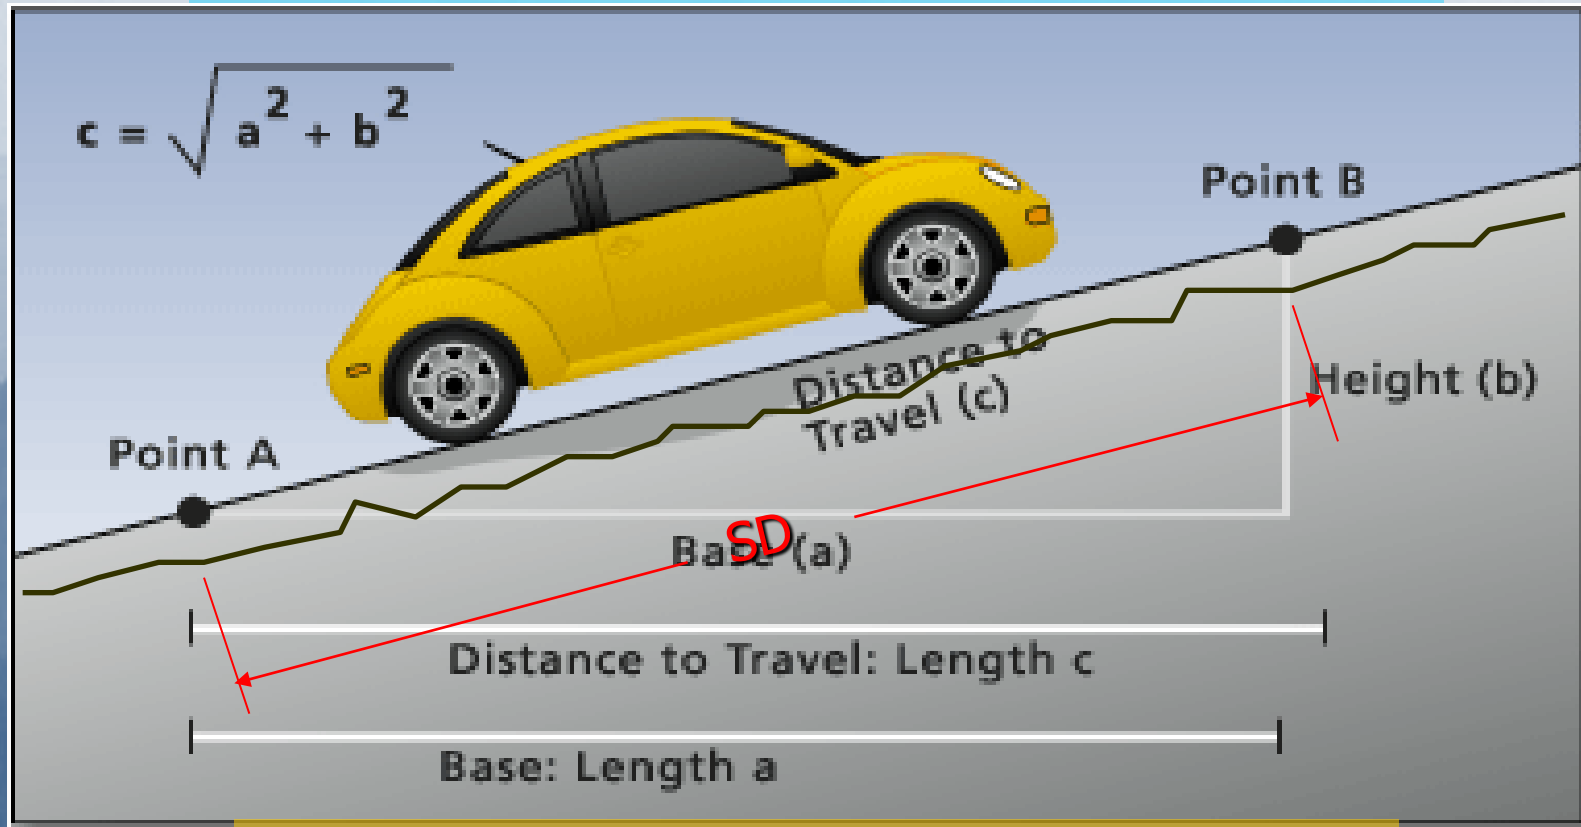 c = √ a² + b²
Point B
Distance to
Travel (c)
Height (b)
Point A
SD
Base (a)
Distance to Travel: Length c
Base: Length a